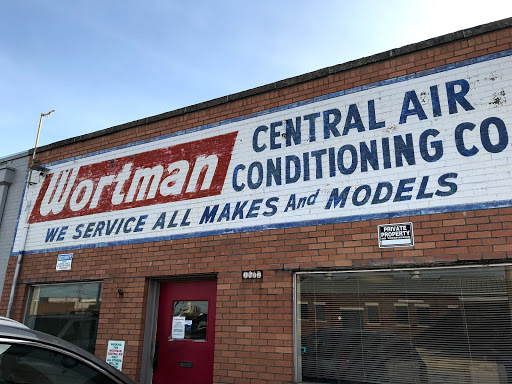 Wortman
CENTRAL AIR
CONDITIONING CO
WE SERVICE ALL MAKES And MODELS
PRIVATE
PROPERTY